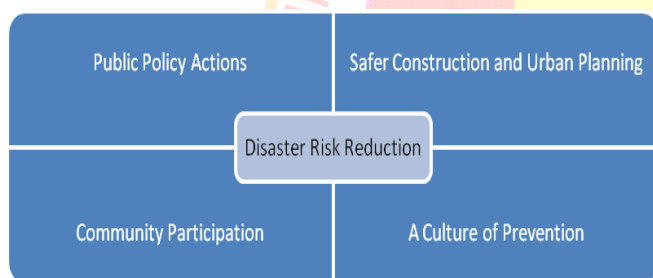 Public Policy Actions
Safer Construction and Urban Planning
Disaster Risk Reduction
Community Participation
A Culture of Prevention